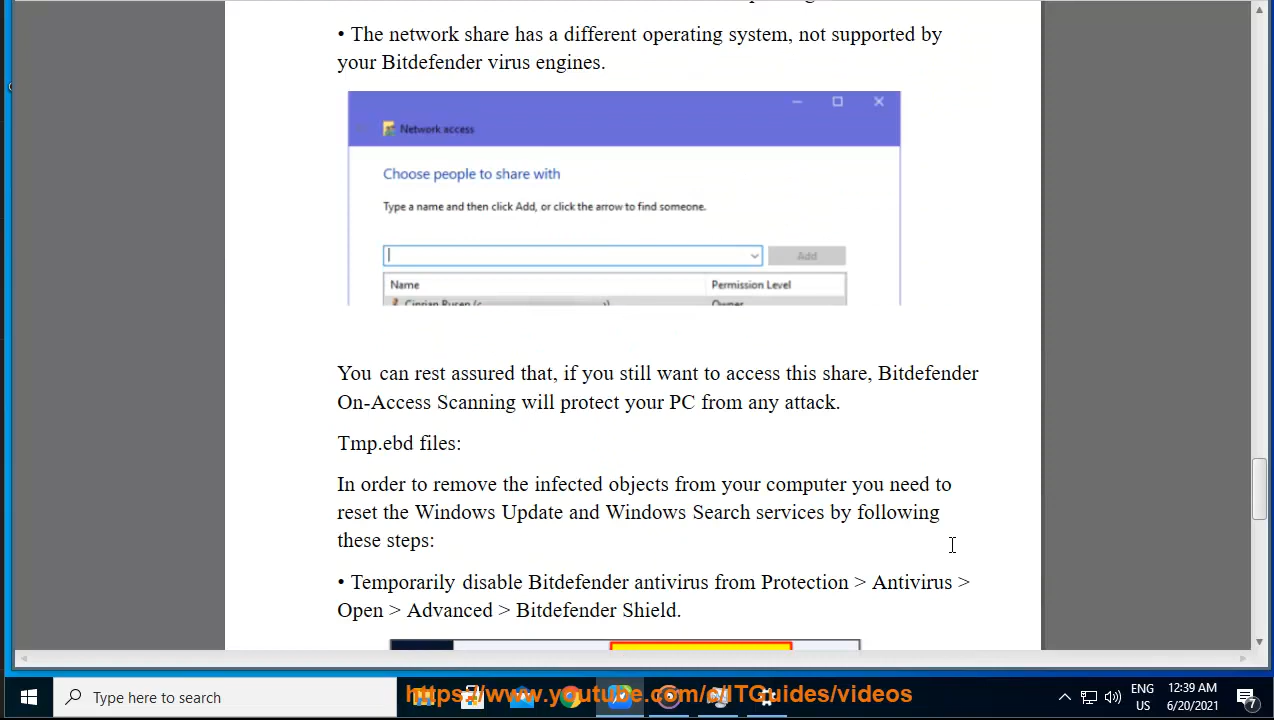 • The network share has a different operating system, not supported by
your Bitdefender virus engines.
Network access
Choose people to share with
Type a name and then click Add, or click the arrow to find someone.
Add
Name Permission Level
Ciprian Rusen (c
Owner
You can rest assured that, if you still want to access this share, Bitdefender
On-Access Scanning will protect your PC from any attack.
Tmp.ebd files:
In order to remove the infected objects from your computer you need to
reset the Windows Update and Windows Search services by following
these steps:
• Temporarily disable Bitdefender antivirus from Protection > Antivirus >
Open > Advanced > Bitdefender Shield.
Type here to search
https://www.youtube.com/c/ITGuides/videos
ENG
US
12:39 AM
6/20/2021
7